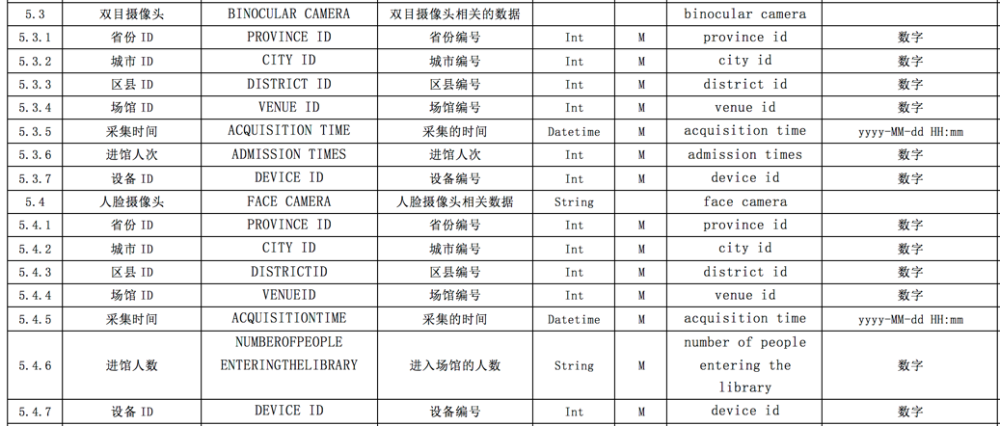 5.3 双目摄像头 BINOCULAR CAMERA 双目摄像头相关的数据 binocular camera
5.3.1 省份 ID PROVINCE ID 省份编号 Int M province id 数字
5.3.2 城市 ID CITY ID 城市编号 Int M city id 数字
5.3.3 区县 ID DISTRICT ID 区县编号 Int M district id 数字
5.3.4 场馆 ID VENUE ID 场馆编号 Int M venue id 数字
5.3.5 采集时间 ACQUISITION TIME 采集的时间 Datetime M acquisition time yyyy-MM-dd HH:mm
5.3.6 进馆人次 ADMISSION TIMES 进馆人次 Int M admission times 数字
5.3.7 设备 ID DEVICE ID 设备编号 Int M device id 数字
5.4 人脸摄像头 FACE CAMERA 人脸摄像头相关数据 String face camera
5.4.1 省份 ID PROVINCE ID 省份编号 Int M province id 数字
5.4.2 城市 ID CITY ID 城市编号 Int M city id 数字
5.4.3 区县 ID DISTRICTID 区县编号 Int M district id 数字
5.4.4 场馆 ID VENUEID 场馆编号 Int M venue id 数字
5.4.5 采集时间 ACQUISITIONTIME 采集的时间 Datetime M acquisition time yyyy-MM-dd HH:mm
NUMBEROFPEOPLE number of people
5.4.6 进馆人数 ENTERINGTHELIBRARY 进入场馆的人数 String M entering the 数字
library
5.4.7 设备 ID DEVICE ID 设备编号 Int M device id 数字